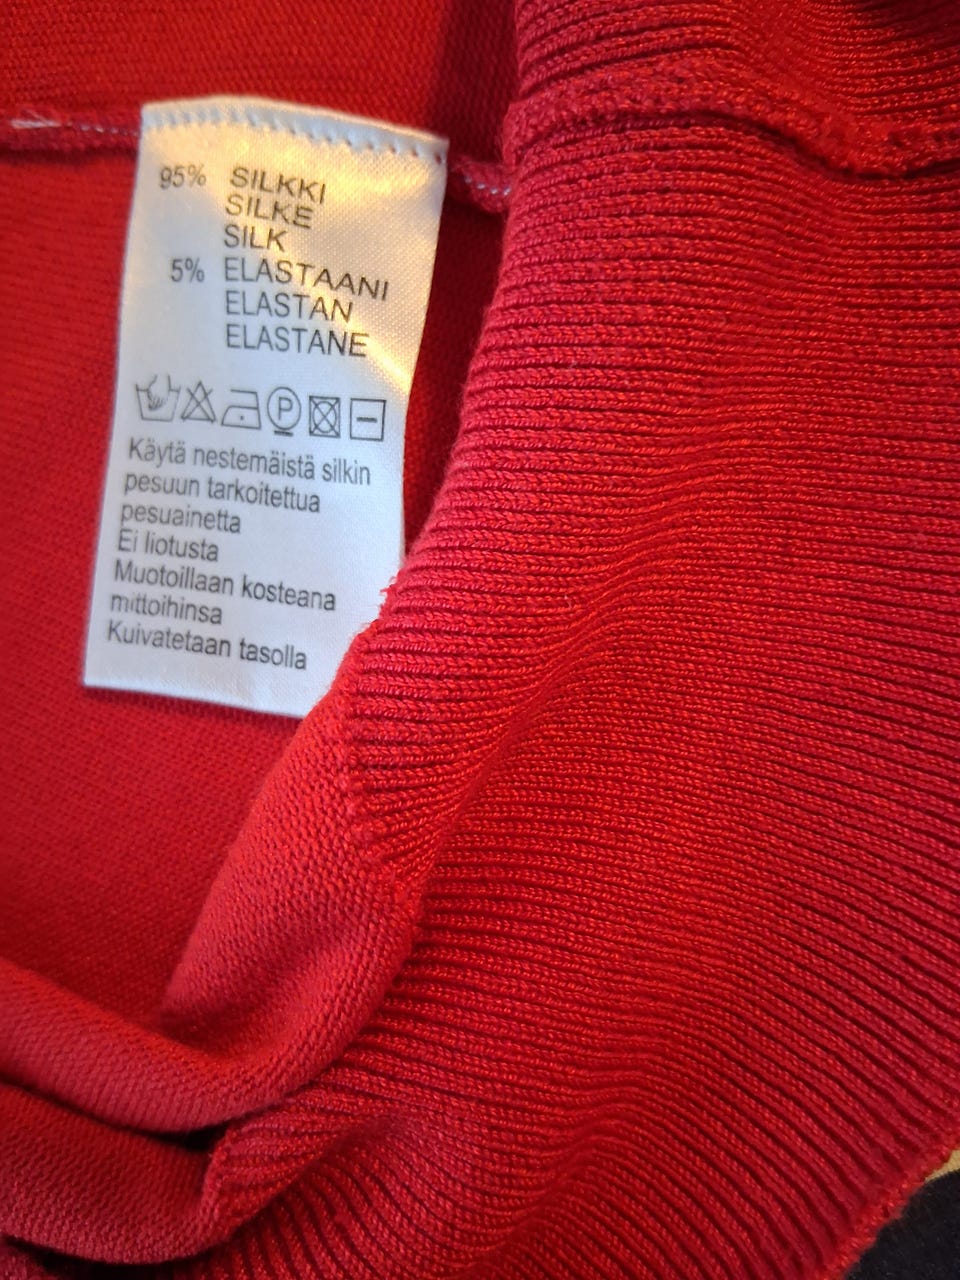 95% SILKKI
SILKE
SILK
5% ELASTAANI
ELASTAN
ELASTANE
P
Käytä nestemäistä silkin
pesuun tarkoitettua
pesuainetta
Ei liotusta
Muotoillaan kosteana
mittoihinsa
Kuivatetaan tasolla